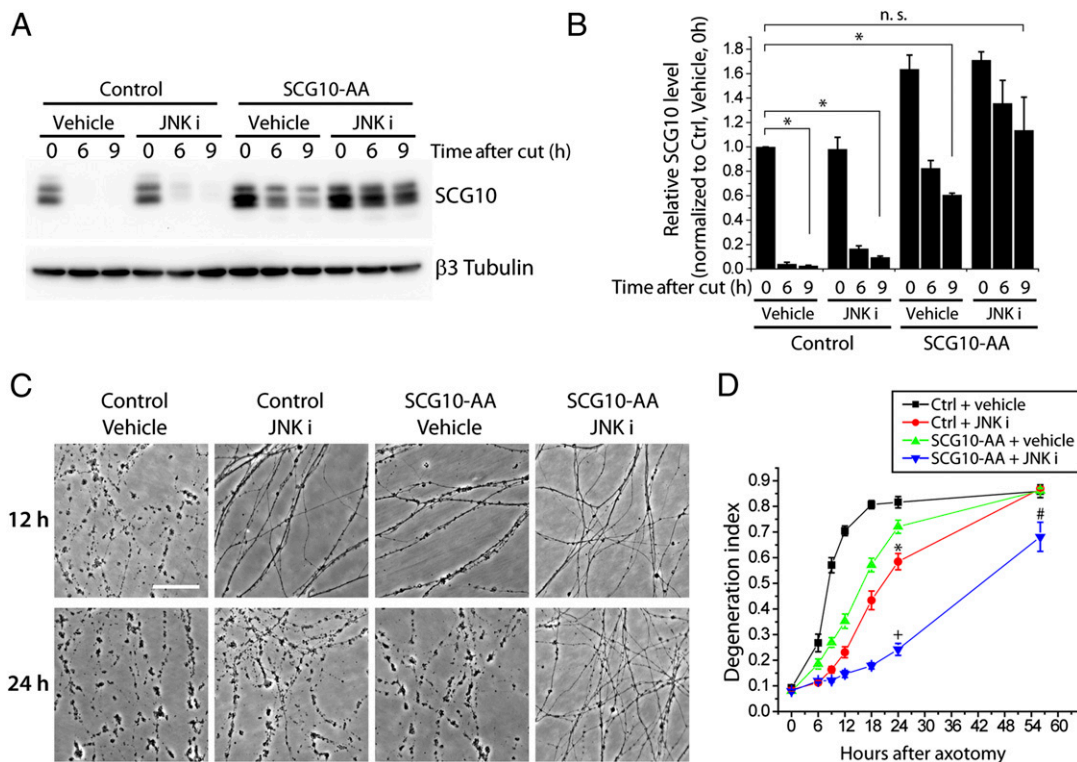 A
Control SCG10-AA
Vehicle JNK i Vehicle JNK i
0 6 9 0 6 9 0 6 9 0 6 9 Time after cut (h)
SCG10
β3 Tubulin
B
Relative SCG10 level
(normalized to Ctrl, Vehicle, 0h)
n. s.
*
*
*
1.8
1.6
1.4
1.2
1.0
0.8
0.6
0.4
0.2
0.0
Time after cut (h) 0 6 9 0 6 9 0 6 9 0 6 9
Vehicle JNK i Vehicle JNK i
Control SCG10-AA
C
Control Control SCG10-AA SCG10-AA
Vehicle JNK i Vehicle JNK i
12 h
24 h
D
Ctrl + vehicle
Ctrl + JNK i
SCG10-AA + vehicle
SCG10-AA + JNK i
Degeneration index
0.9
0.8
0.7
0.6
0.5
0.4
0.3
0.2
0.1
0.0
#
*
+
0 6 12 18 24 30 36 42 48 54 60
Hours after axotomy